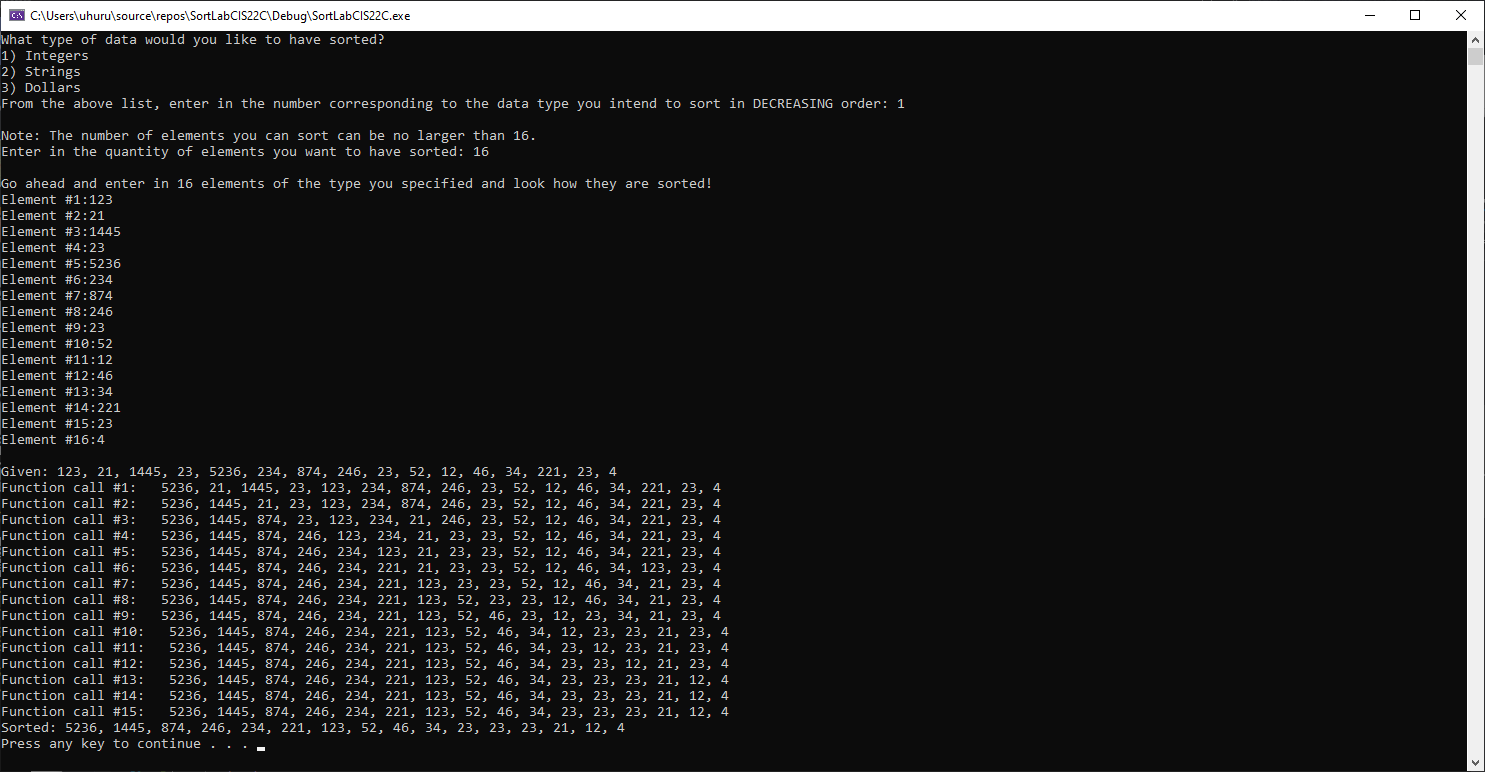 C:\Users\uhuru\source\repos\SortLabCIS22C\Debug\SortLabCIS22C.exe
What type of data would you like to have sorted?
1) Integers
2) Strings
3) Dollars
From the above list, enter in the number corresponding to the data type you intend to sort in DECREASING order: 1
Note: The number of elements you can sort can be no larger than 16.
Enter in the quantity of elements you want to have sorted: 16
Go ahead and enter in 16 elements of the type you specified and look how they are sorted!
Element #1:123
Element #2:21
Element #3:1445
Element #4:23
Element #5:5236
Element #6:234
Element #7:874
Element #8:246
Element #9:23
Element #10:52
Element #11:12
Element #12:46
Element #13:34
Element #14:221
Element #15:23
Element #16:4
Given: 123, 21, 1445, 23, 5236, 234, 874, 246, 23, 52, 12, 46, 34, 221, 23, 4
Function call #1:   5236, 21, 1445, 23, 123, 234, 874, 246, 23, 52, 12, 46, 34, 221, 23, 4
Function call #2:   5236, 1445, 21, 23, 123, 234, 874, 246, 23, 52, 12, 46, 34, 221, 23, 4
Function call #3:   5236, 1445, 874, 23, 123, 234, 21, 246, 23, 52, 12, 46, 34, 221, 23, 4
Function call #4:   5236, 1445, 874, 246, 123, 234, 21, 23, 23, 52, 12, 46, 34, 221, 23, 4
Function call #5:   5236, 1445, 874, 246, 234, 123, 21, 23, 23, 52, 12, 46, 34, 221, 23, 4
Function call #6:   5236, 1445, 874, 246, 234, 221, 21, 23, 23, 52, 12, 46, 34, 123, 23, 4
Function call #7:   5236, 1445, 874, 246, 234, 221, 123, 23, 23, 52, 12, 46, 34, 21, 23, 4
Function call #8:   5236, 1445, 874, 246, 234, 221, 123, 52, 23, 23, 12, 46, 34, 21, 23, 4
Function call #9:   5236, 1445, 874, 246, 234, 221, 123, 52, 46, 23, 12, 23, 34, 21, 23, 4
Function call #10:   5236, 1445, 874, 246, 234, 221, 123, 52, 46, 34, 12, 23, 23, 21, 23, 4
Function call #11:   5236, 1445, 874, 246, 234, 221, 123, 52, 46, 34, 23, 12, 23, 21, 23, 4
Function call #12:   5236, 1445, 874, 246, 234, 221, 123, 52, 46, 34, 23, 23, 12, 21, 23, 4
Function call #13:   5236, 1445, 874, 246, 234, 221, 123, 52, 46, 34, 23, 23, 23, 21, 12, 4
Function call #14:   5236, 1445, 874, 246, 234, 221, 123, 52, 46, 34, 23, 23, 23, 21, 12, 4
Function call #15:   5236, 1445, 874, 246, 234, 221, 123, 52, 46, 34, 23, 23, 23, 21, 12, 4
Sorted: 5236, 1445, 874, 246, 234, 221, 123, 52, 46, 34, 23, 23, 23, 21, 12, 4
Press any key to continue . . .